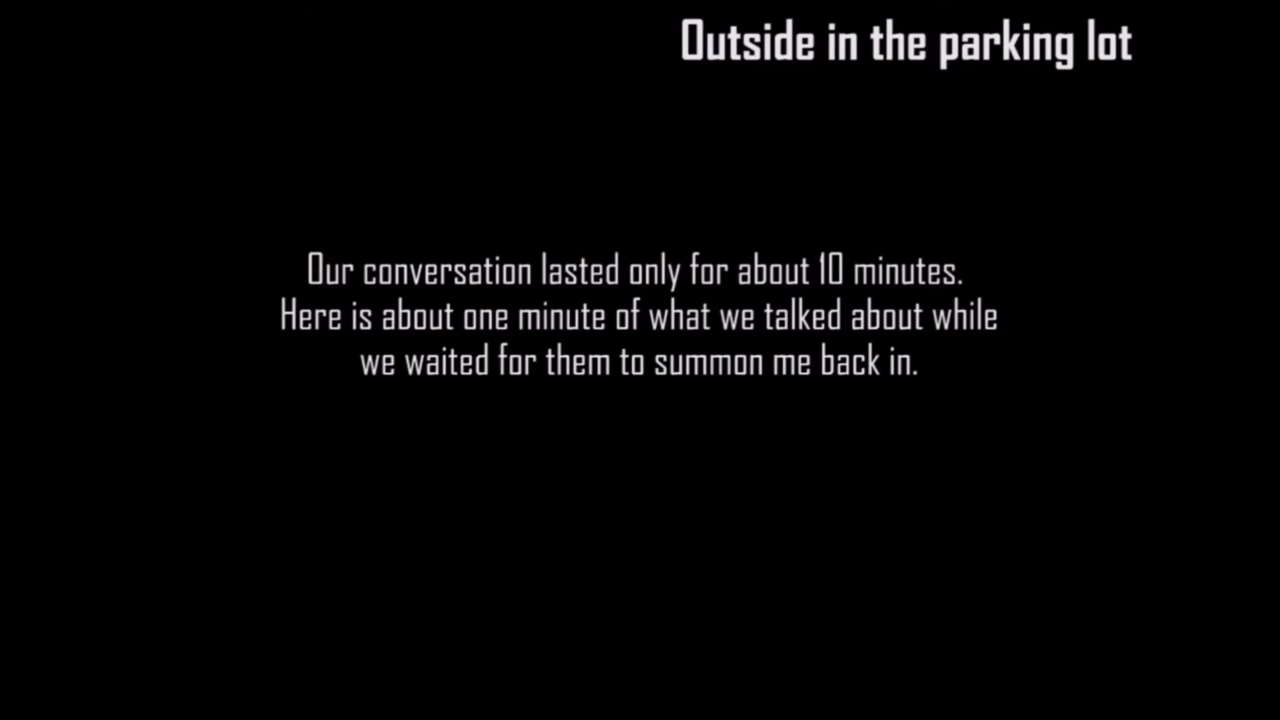 Outside in the parking lot
Our conversation lasted only for about 10 minutes.
Here is about one minute of what we talked about while
we waited for them to summon me back in.